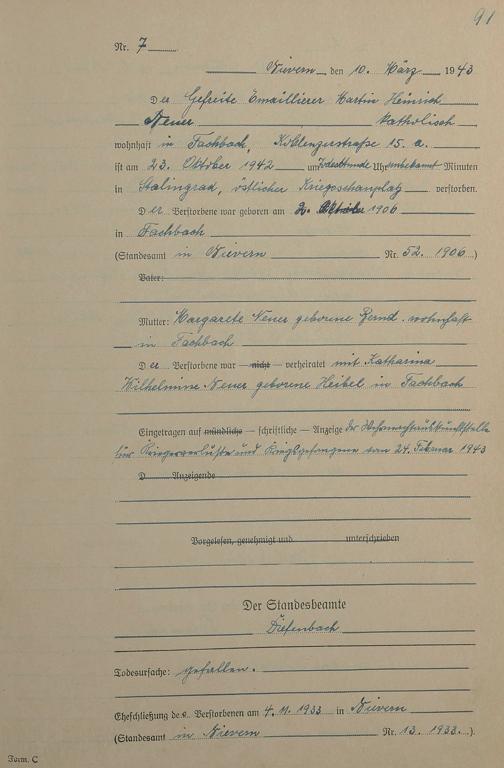 91
Nr. 7
Nievern, den 10. März 1943
Der Gefreite Emaillierer Martin Heinrich
Neuer katholisch
wohnhaft in Fachbach, Koblenzerstraße 15. a.
ist am 23. Oktober 1942 um Todesstunde Uhr unbekannt Minuten
in Stalingrad, östlicher Kriegsschauplatz verstorben.
Der Verstorbene war geboren am 2. Oktober 1906
in Fachbach
(Standesamt in Nievern Nr. 52. 1906.)
Vater:
Mutter: Margarete Neuer geborene Zernd. wohnhaft
in Fachbach
Der Verstorbene war — nicht — verheiratet mit Katharina
Wilhelmine Neuer geborene Heibel in Fachbach
Eingetragen auf mündliche — schriftliche — Anzeige der Wehrmachtauskunftstelle
für Kriegsverluste und Kriegsgefangene vom 24. Februar 1943
D Anzeigende
Vorgelesen, genehmigt und unterschrieben
Der Standesbeamte
Diefenbach
Todesursache: gefallen.
Eheschließung des Verstorbenen am 4. 11. 1933 in Nievern
(Standesamt in Nievern Nr. 13. 1933.)
Form. C